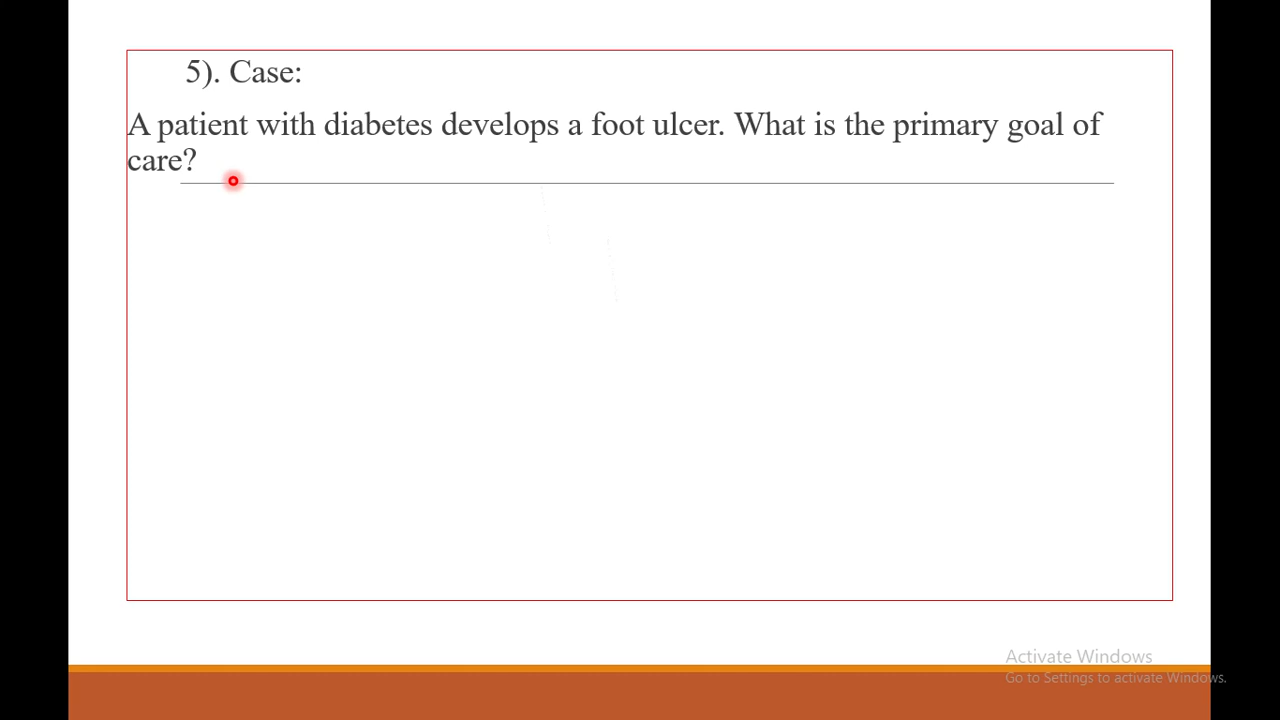 5). Case:
A patient with diabetes develops a foot ulcer. What is the primary goal of
care?
Activate Windows
Go to Settings to activate Windows.